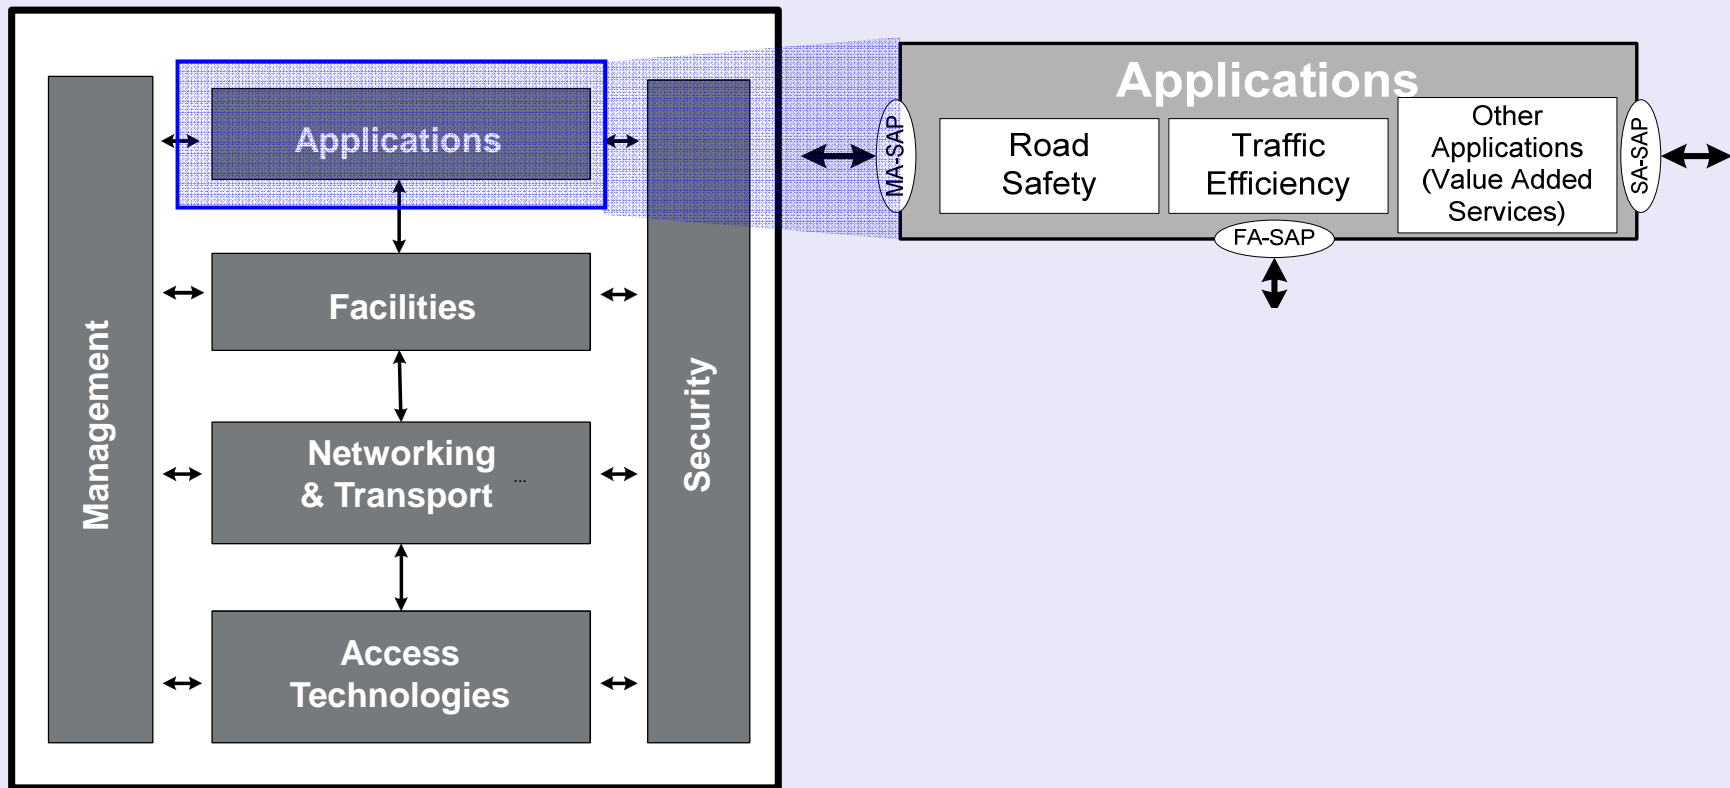 Management
Applications
Facilities
Networking
& Transport ...
Access
Technologies
Security
Applications
MA-SAP
Road
Safety
Traffic
Efficiency
Other
Applications
(Value Added
Services)
SA-SAP
FA-SAP